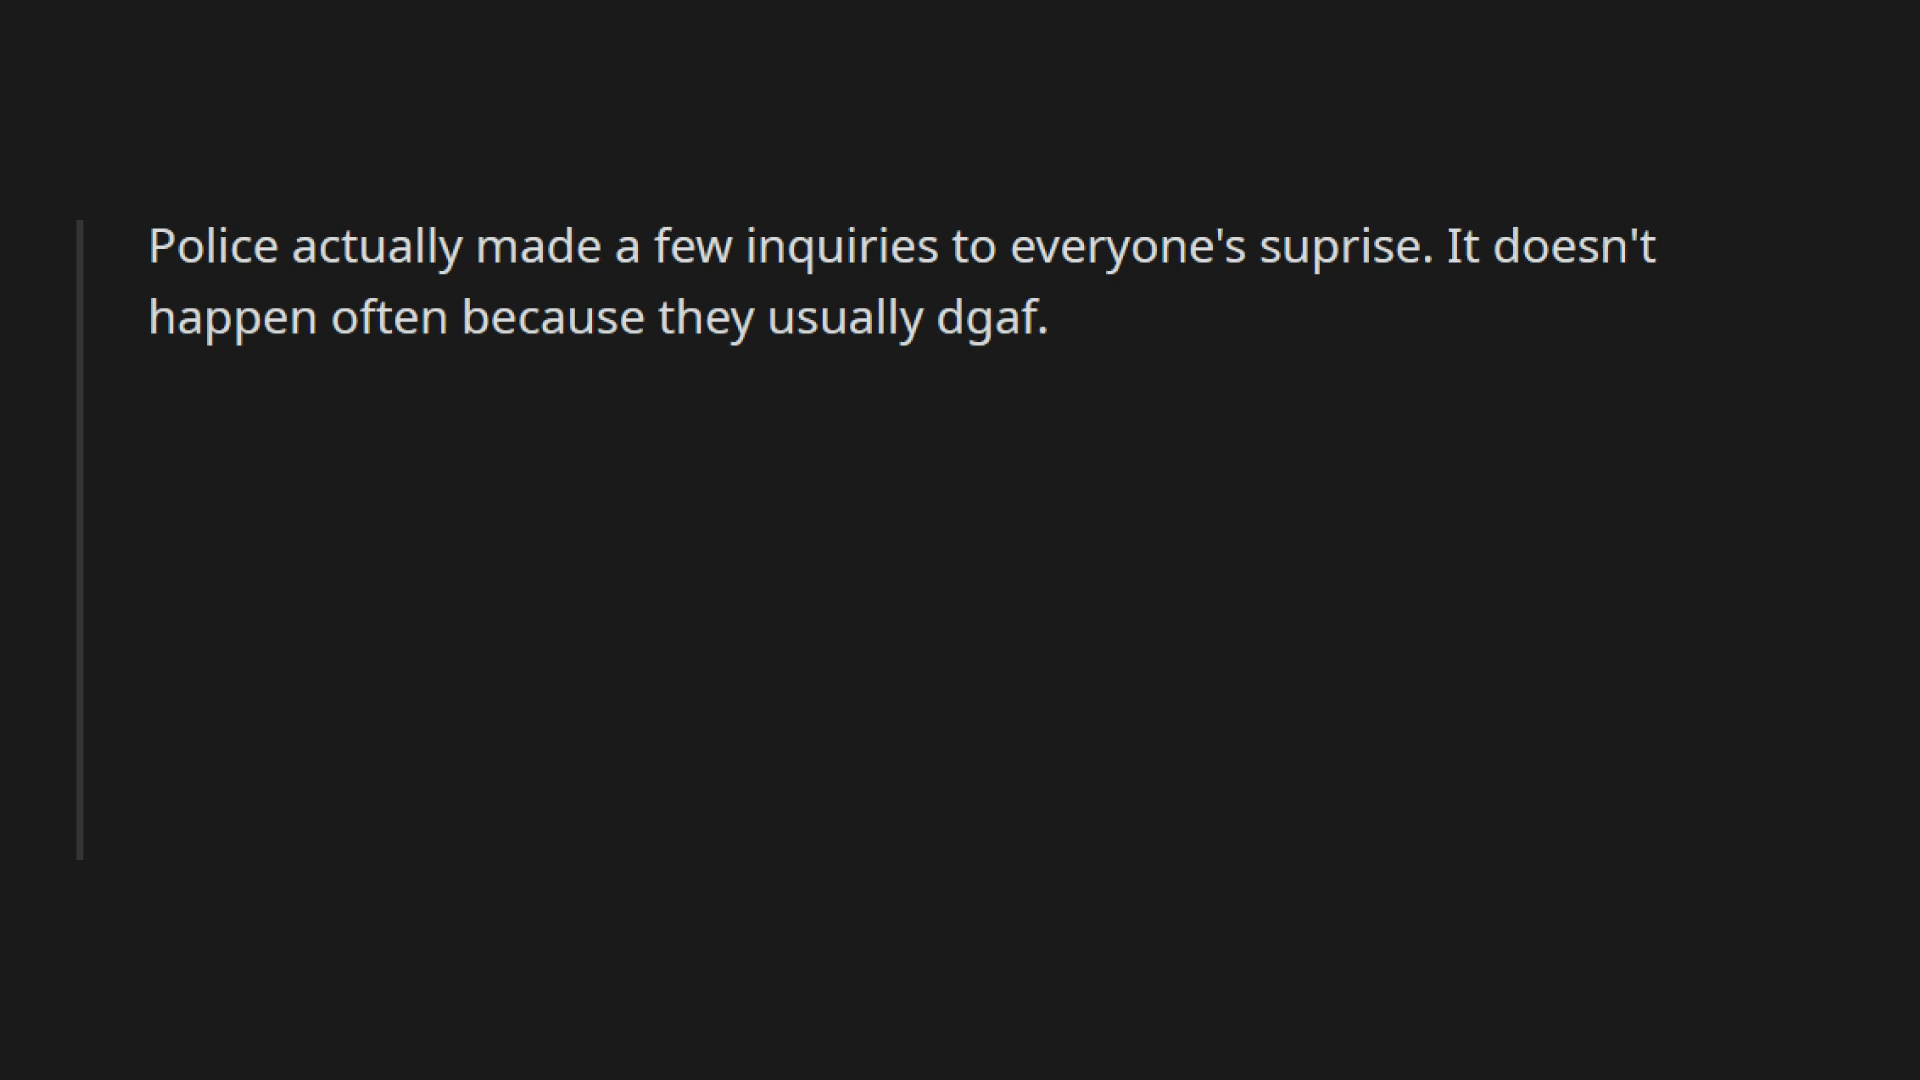 Police actually made a few inquiries to everyone's suprise. It doesn't
happen often because they usually dgaf.